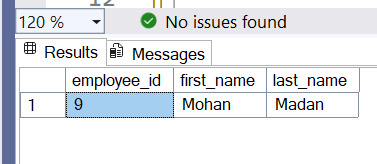 12
120 % No issues found
Results Messages
employee_id first_name last_name
1 9 Mohan Madan